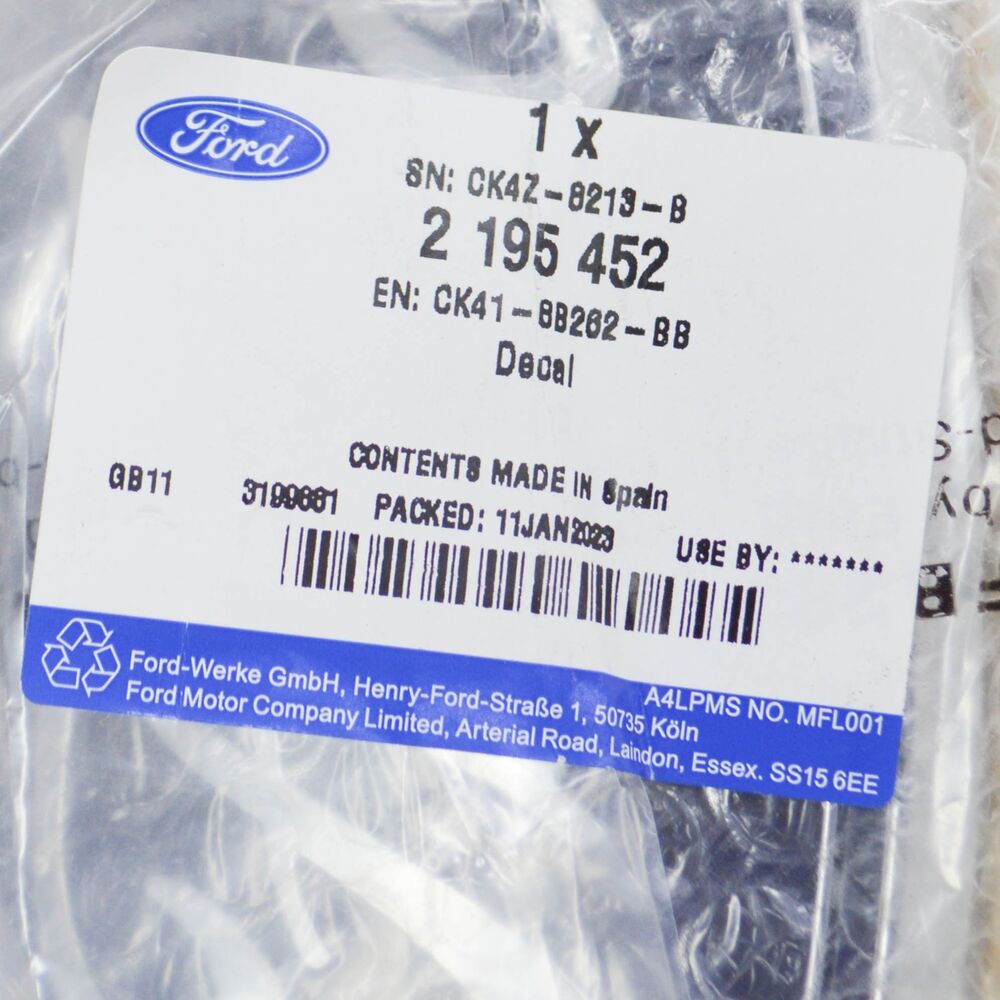 Ford
1 X
SN: CK4Z-8213-B
2 195 452
EN: CK41-8B262-BB
Decal
CONTENTS MADE IN Spain
GB11 3199661 PACKED: 11JAN2023 USE BY: *******
A4LPMS NO. MFL001
Ford-Werke GmbH, Henry-Ford-Straße 1, 50735 Köln
Ford Motor Company Limited, Arterial Road, Laindon, Essex. SS15 6EE